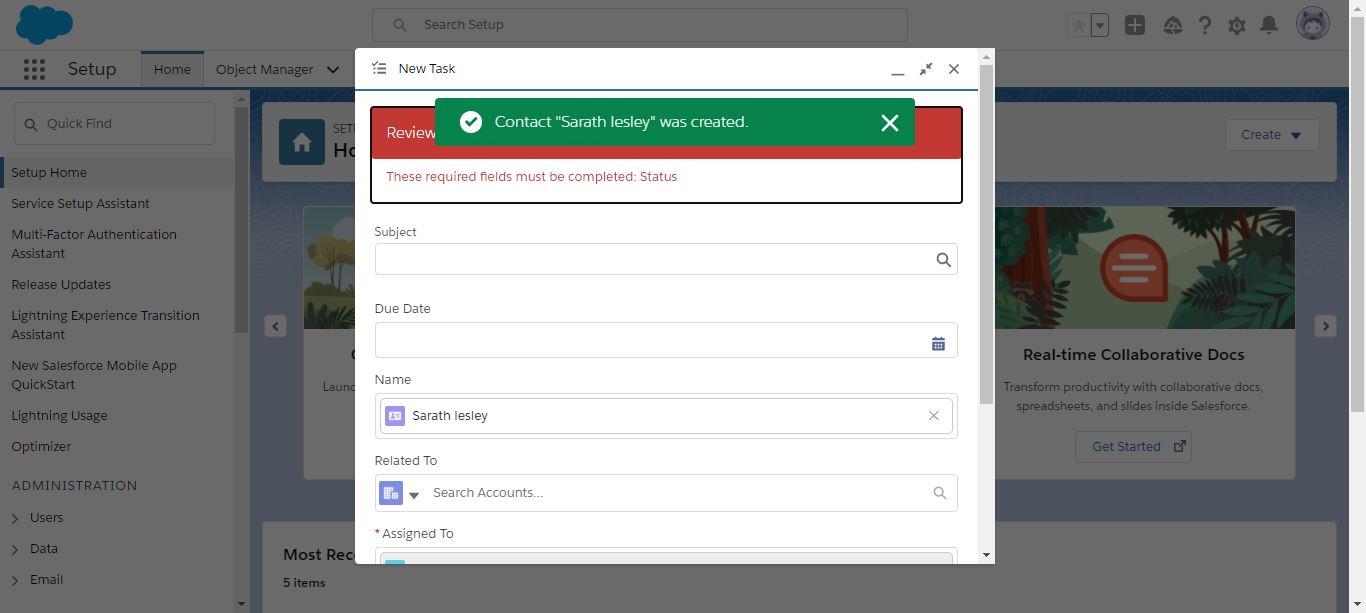 Search Setup
Setup
Home
Object Manager
Quick Find
Setup Home
Service Setup Assistant
Multi-Factor Authentication
Assistant
Release Updates
Lightning Experience Transition
Assistant
New Salesforce Mobile App
QuickStart
Lightning Usage
Optimizer
ADMINISTRATION
Users
Data
Email
Create
New Task
Contact "Sarath lesley" was created.
Review
These required fields must be completed: Status
Subject
Due Date
Name
Sarath lesley
Related To
Search Accounts...
*Assigned To
Real-time Collaborative Docs
Transform productivity with collaborative docs,
spreadsheets, and slides inside Salesforce.
Get Started
Most Rec
5 items